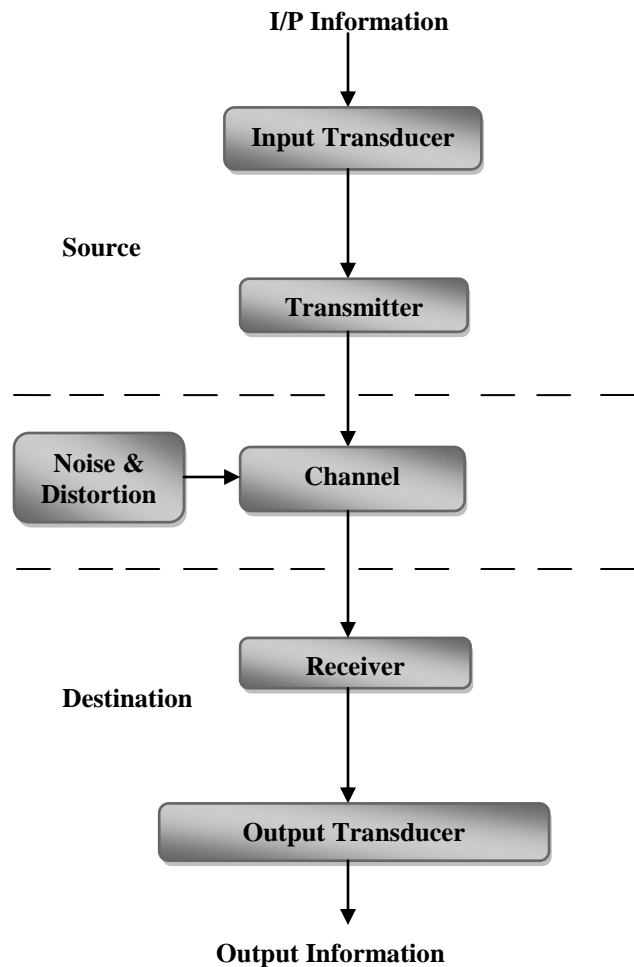 I/P Information
Input Transducer
Source
Transmitter
Noise &
Distortion
Channel
Receiver
Destination
Output Transducer
Output Information